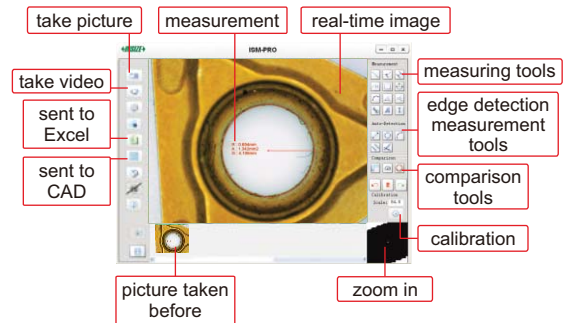 take picture
measurement
real-time image
INSIZE
ISM-PRO
Measurement
take video
measuring tools
sent to
Excel
edge detection
measurement
tools
Auto-Detection
sent to
CAD
Comparison
comparison
tools
Calibration
Scale:
calibration
picture taken
before
zoom in